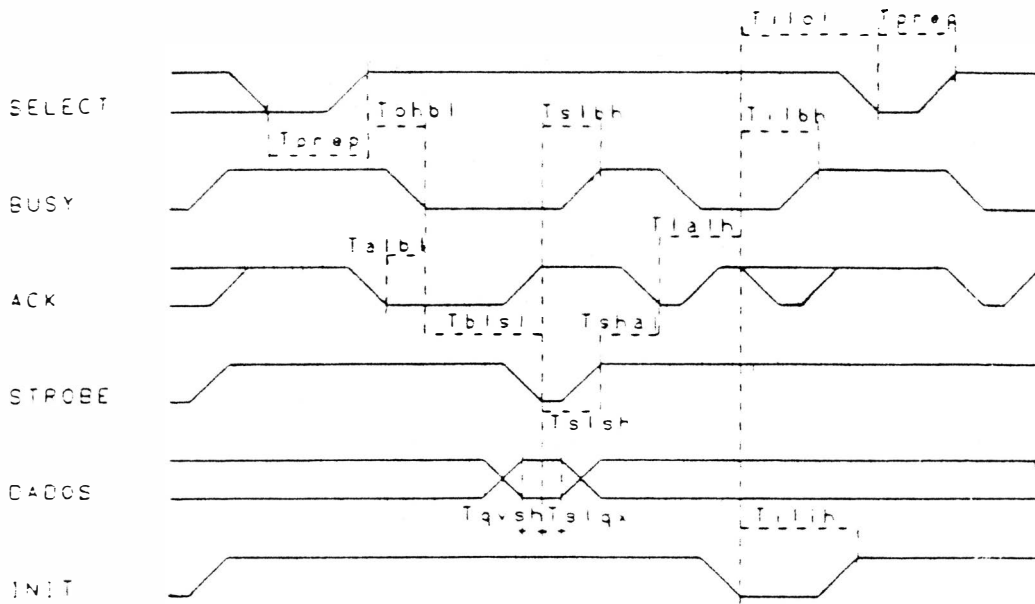 Tilol Tprep
SELECT
Tohbl Tslbh Tilbh
Tprep
BUSY
Tlalh
Talbl
ACK
Tblsl Tshal
STROBE
Tslsh
DADOS
Tqvsh Tslqx
Tilih
INIT